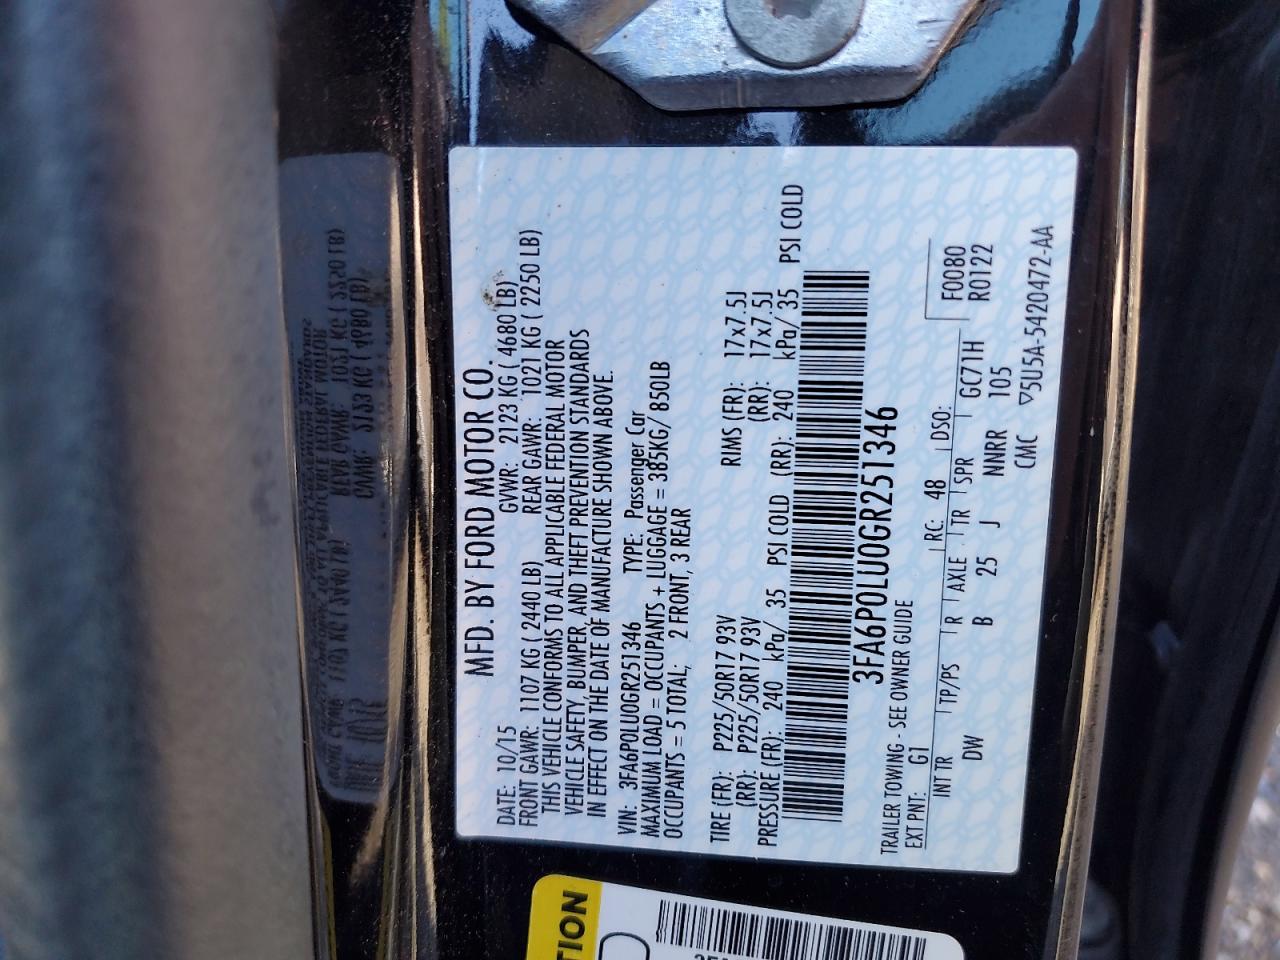 MFD. BY FORD MOTOR CO.
DATE: 10/15 GVWR: 2123 KG ( 4680 LB)
FRONT GAWR: 1107 KG ( 2440 LB) REAR GAWR: 1021 KG ( 2250 LB)
THIS VEHICLE CONFORMS TO ALL APPLICABLE FEDERAL MOTOR
VEHICLE SAFETY, BUMPER, AND THEFT PREVENTION STANDARDS
IN EFFECT ON THE DATE OF MANUFACTURE SHOWN ABOVE.
VIN: 3FA6P0LU0GR251346 TYPE: Passenger Car
MAXIMUM LOAD = OCCUPANTS + LUGGAGE = 385KG/ 850LB
OCCUPANTS = 5 TOTAL, 2 FRONT, 3 REAR
TIRE (FR): P225/50R17 93V RIMS (FR): 17x7.5J
(RR): P225/50R17 93V (RR): 17x7.5J
PRESSURE (FR): 240 kPa/ 35 PSI COLD (RR): 240 kPa/ 35 PSI COLD
3FA6P0LU0GR251346
TRAILER TOWING - SEE OWNER GUIDE
EXT PNT: G1 RC: 48 DSO: F0080
INT TR TP/PS R AXLE TR SPR GC71H R0122
DW B 25 J NNRR 105
CMC ▽5U5A-5420472-AA
TION